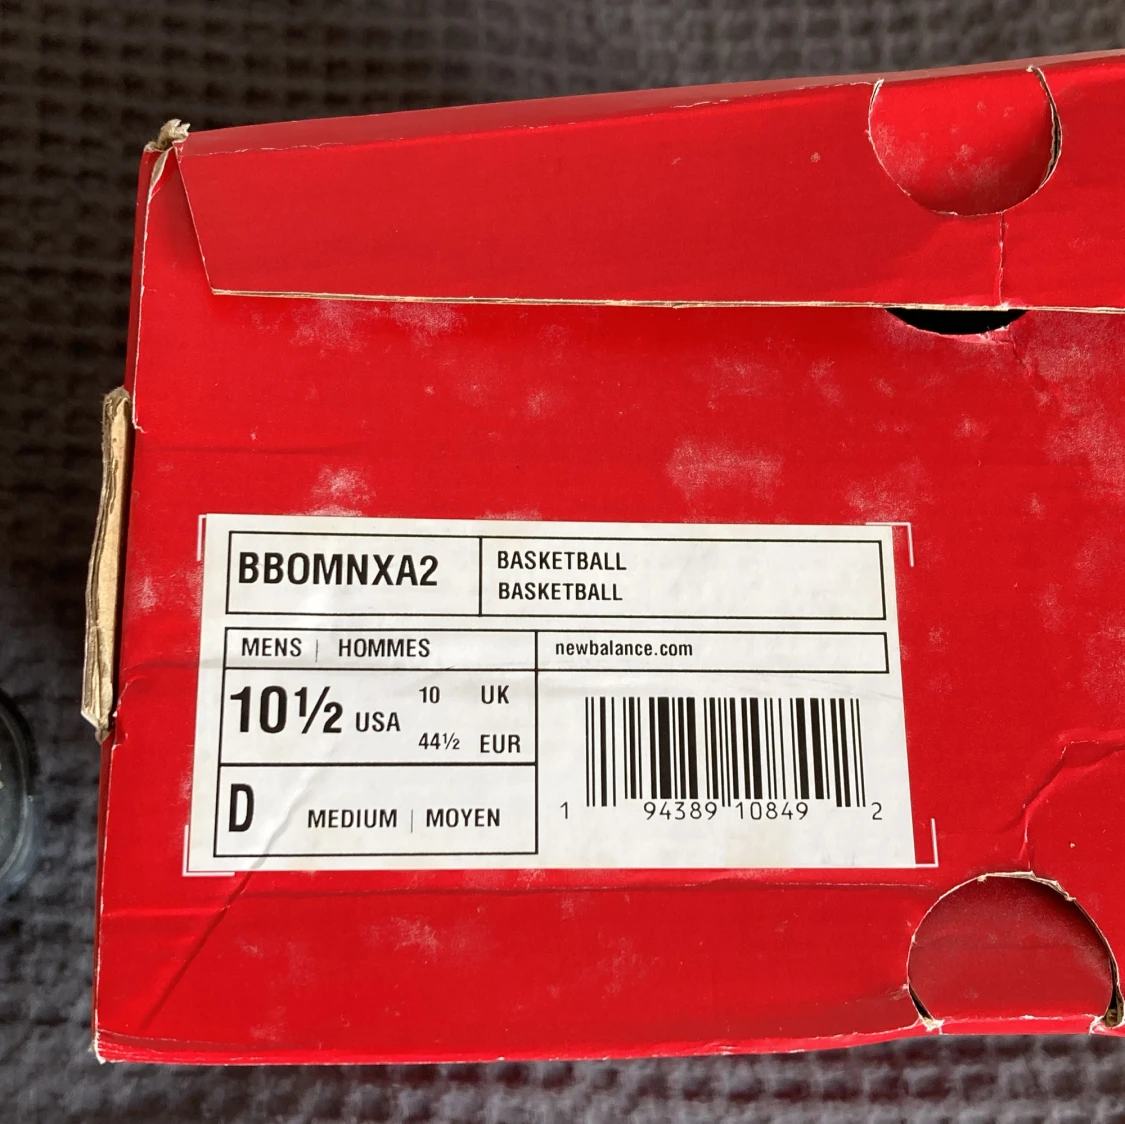 BBOMNXA2
BASKETBALL
BASKETBALL
MENS | HOMMES
newbalance.com
10½ USA
10 UK
44½ EUR
D MEDIUM | MOYEN
1 94389 10849 2